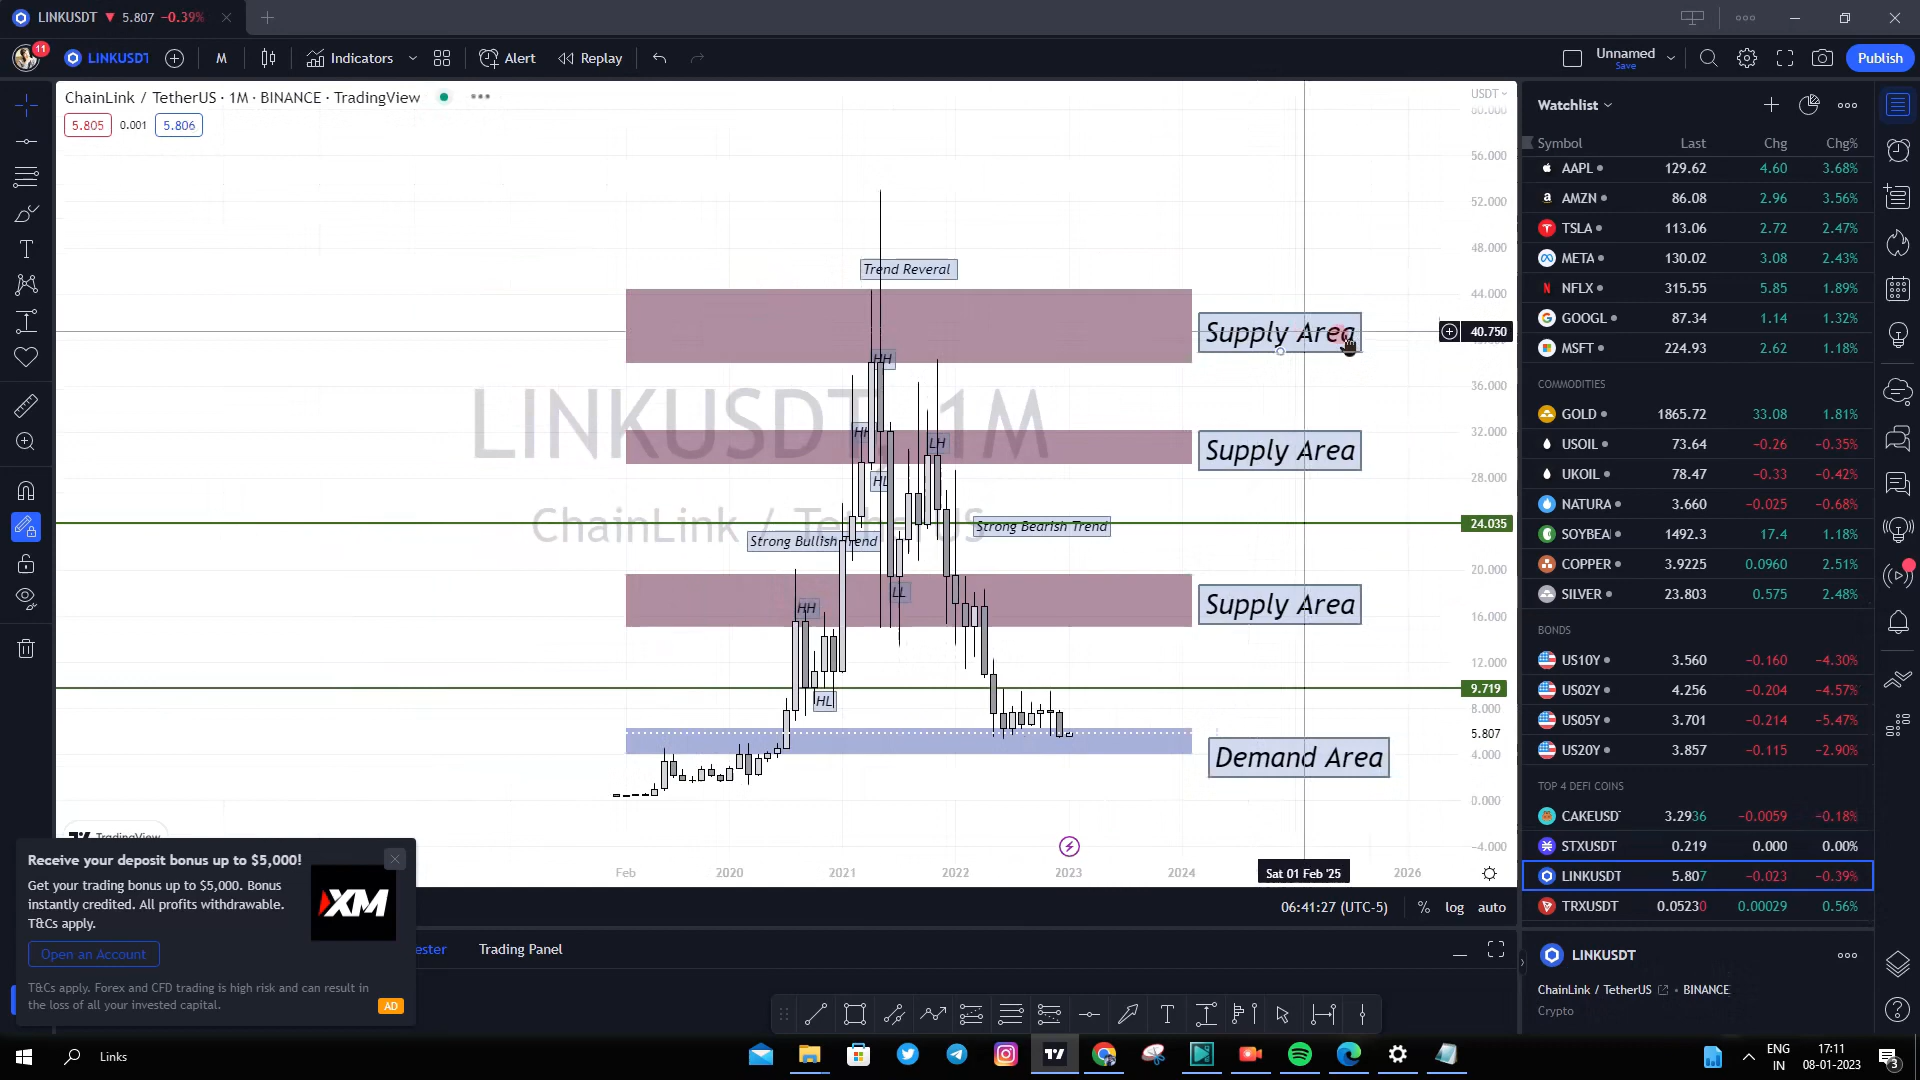 LINKUSDT ▼ 5.807 −0.39%
11
LINKUSDT
M
Indicators
Alert
Replay
Unnamed
Save
Publish
ChainLink / TetherUS · 1M · BINANCE · TradingView
5.805
0.001
5.806
USDT
60.000
56.000
52.000
48.000
44.000
40.750
36.000
32.000
28.000
24.035
20.000
16.000
12.000
9.719
8.000
5.807
4.000
0.000
−4.000
LINKUSDT, 1M
ChainLink / TetherUS
Trend Reveral
Supply Area
HH
HH
LH
Supply Area
HL
Strong Bearish Trend
Strong Bullish Trend
LL
HH
Supply Area
HL
Demand Area
TradingView
Feb
2020
2021
2022
2023
2024
Sat 01 Feb '25
2026
06:41:27 (UTC-5)
%
log
auto
Trading Panel
Receive your deposit bonus up to $5,000!
Get your trading bonus up to $5,000. Bonus
instantly credited. All profits withdrawable.
T&Cs apply.
XM
Open an Account
T&Cs apply. Forex and CFD trading is high risk and can result in
the loss of all your invested capital.
AD
Watchlist
Symbol Last Chg Chg%
AAPL 129.62 4.60 3.68%
AMZN 86.08 2.96 3.56%
TSLA 113.06 2.72 2.47%
META 130.02 3.08 2.43%
NFLX 315.55 5.85 1.89%
GOOGL 87.34 1.14 1.32%
MSFT 224.93 2.62 1.18%
COMMODITIES
GOLD 1865.72 33.08 1.81%
USOIL 73.64 −0.26 −0.35%
UKOIL 78.47 −0.33 −0.42%
NATURA 3.660 −0.025 −0.68%
SOYBEA 1492.3 17.4 1.18%
COPPER 3.9225 0.0960 2.51%
SILVER 23.803 0.575 2.48%
BONDS
US10Y 3.560 −0.160 −4.30%
US02Y 4.256 −0.204 −4.57%
US05Y 3.701 −0.214 −5.47%
US20Y 3.857 −0.115 −2.90%
TOP 4 DEFI COINS
CAKEUSD 3.2936 −0.0059 −0.18%
STXUSDT 0.219 0.000 0.00%
LINKUSDT 5.807 −0.023 −0.39%
TRXUSDT 0.05230 0.00029 0.56%
LINKUSDT
ChainLink / TetherUS · BINANCE
Crypto
Links
ENG
IN
17:11
08-01-2023
3